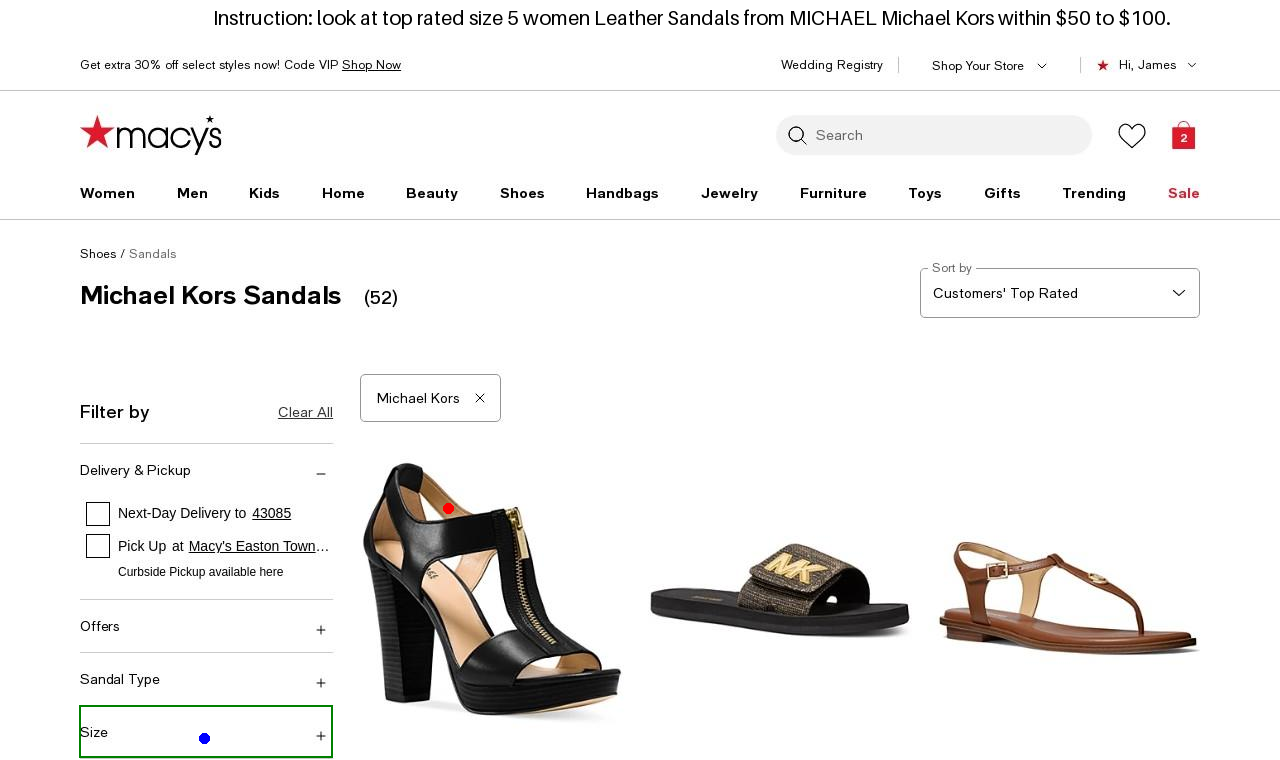 Instruction: look at top rated size 5 women Leather Sandals from MICHAEL Michael Kors within $50 to $100.
Get extra 30% off select styles now! Code VIP Shop Now
Wedding Registry
Shop Your Store
Hi, James
macys
Search
2
Women Men Kids Home Beauty Shoes Handbags Jewelry Furniture Toys Gifts Trending Sale
Shoes / Sandals
Michael Kors Sandals (52)
Sort by
Customers' Top Rated
Michael Kors
Filter by
Clear All
Delivery & Pickup
Next-Day Delivery to 43085
Pick Up at Macy's Easton Town…
Curbside Pickup available here
Offers
Sandal Type
Size
MK